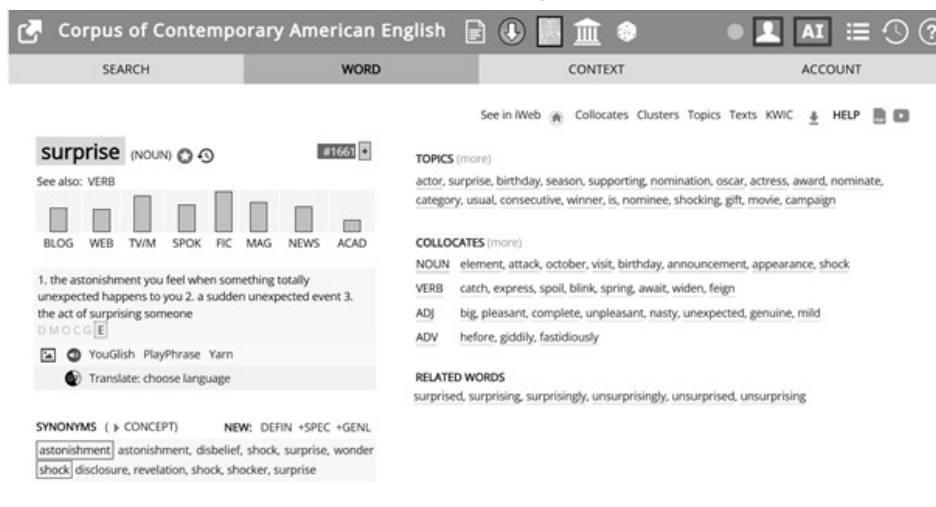 Corpus of Contemporary American English AI ?
SEARCH WORD CONTEXT ACCOUNT
See in iWeb Collocates Clusters Topics Texts KWIC HELP
surprise (NOUN) #1661 +
See also: VERB
BLOG WEB TV/M SPOK FIC MAG NEWS ACAD
1. the astonishment you feel when something totally
unexpected happens to you 2. a sudden unexpected event 3.
the act of surprising someone
D M O C G E
YouGlish PlayPhrase Yarn
Translate: choose language
SYNONYMS ( CONCEPT) NEW: DEFIN +SPEC +GENL
astonishment astonishment, disbelief, shock, surprise, wonder
shock disclosure, revelation, shock, shocker, surprise
TOPICS (more)
actor, surprise, birthday, season, supporting, nomination, oscar, actress, award, nominate,
category, usual, consecutive, winner, is, nominee, shocking, gift, movie, campaign
COLLOCATES (more)
NOUN element, attack, october, visit, birthday, announcement, appearance, shock
VERB catch, express, spoil, blink, spring, await, widen, feign
ADJ big, pleasant, complete, unpleasant, nasty, unexpected, genuine, mild
ADV hefore, giddily, fastidiously
RELATED WORDS
surprised, surprising, surprisingly, unsurprisingly, unsurprised, unsurprising